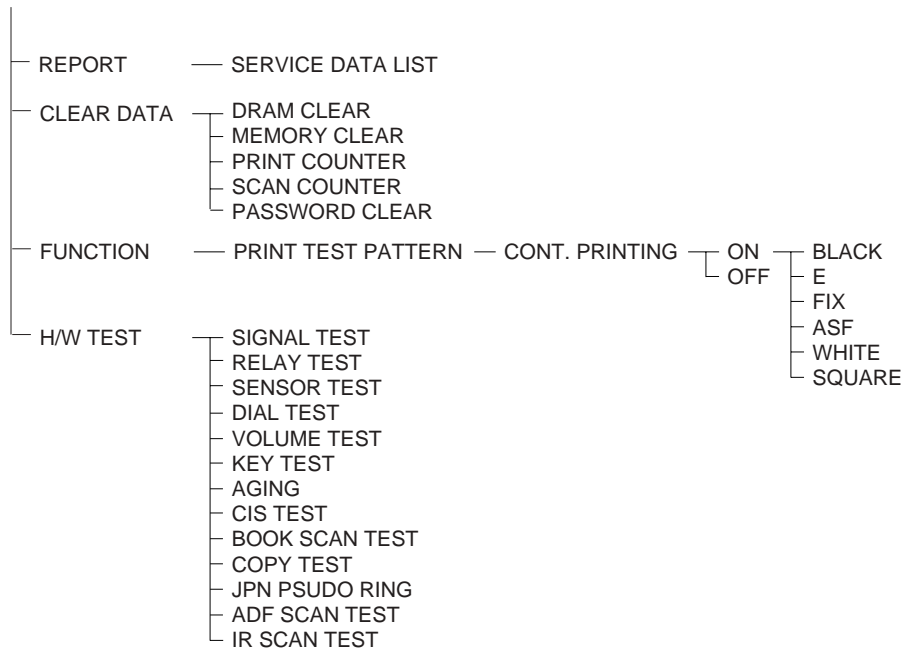 REPORT SERVICE DATA LIST
CLEAR DATA DRAM CLEAR
MEMORY CLEAR
PRINT COUNTER
SCAN COUNTER
PASSWORD CLEAR
FUNCTION PRINT TEST PATTERN CONT. PRINTING ON BLACK
OFF E
FIX
ASF
WHITE
SQUARE
H/W TEST SIGNAL TEST
RELAY TEST
SENSOR TEST
DIAL TEST
VOLUME TEST
KEY TEST
AGING
CIS TEST
BOOK SCAN TEST
COPY TEST
JPN PSUDO RING
ADF SCAN TEST
IR SCAN TEST